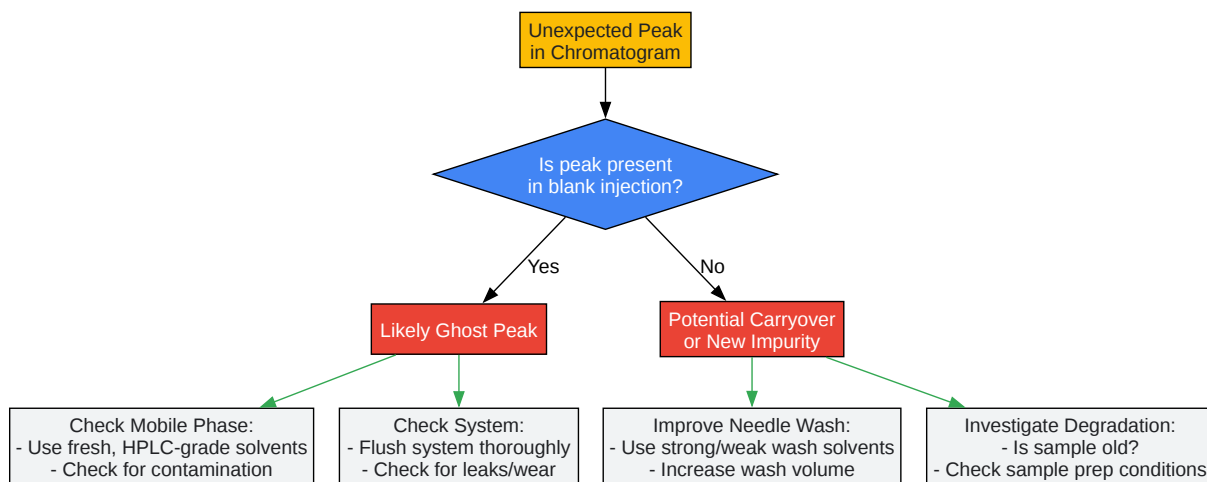 Unexpected Peak
in Chromatogram
Is peak present
in blank injection?
Yes
No
Likely Ghost Peak
Potential Carryover
or New Impurity
Check Mobile Phase:
- Use fresh, HPLC-grade solvents
- Check for contamination
Check System:
- Flush system thoroughly
- Check for leaks/wear
Improve Needle Wash:
- Use strong/weak wash solvents
- Increase wash volume
Investigate Degradation:
- Is sample old?
- Check sample prep conditions